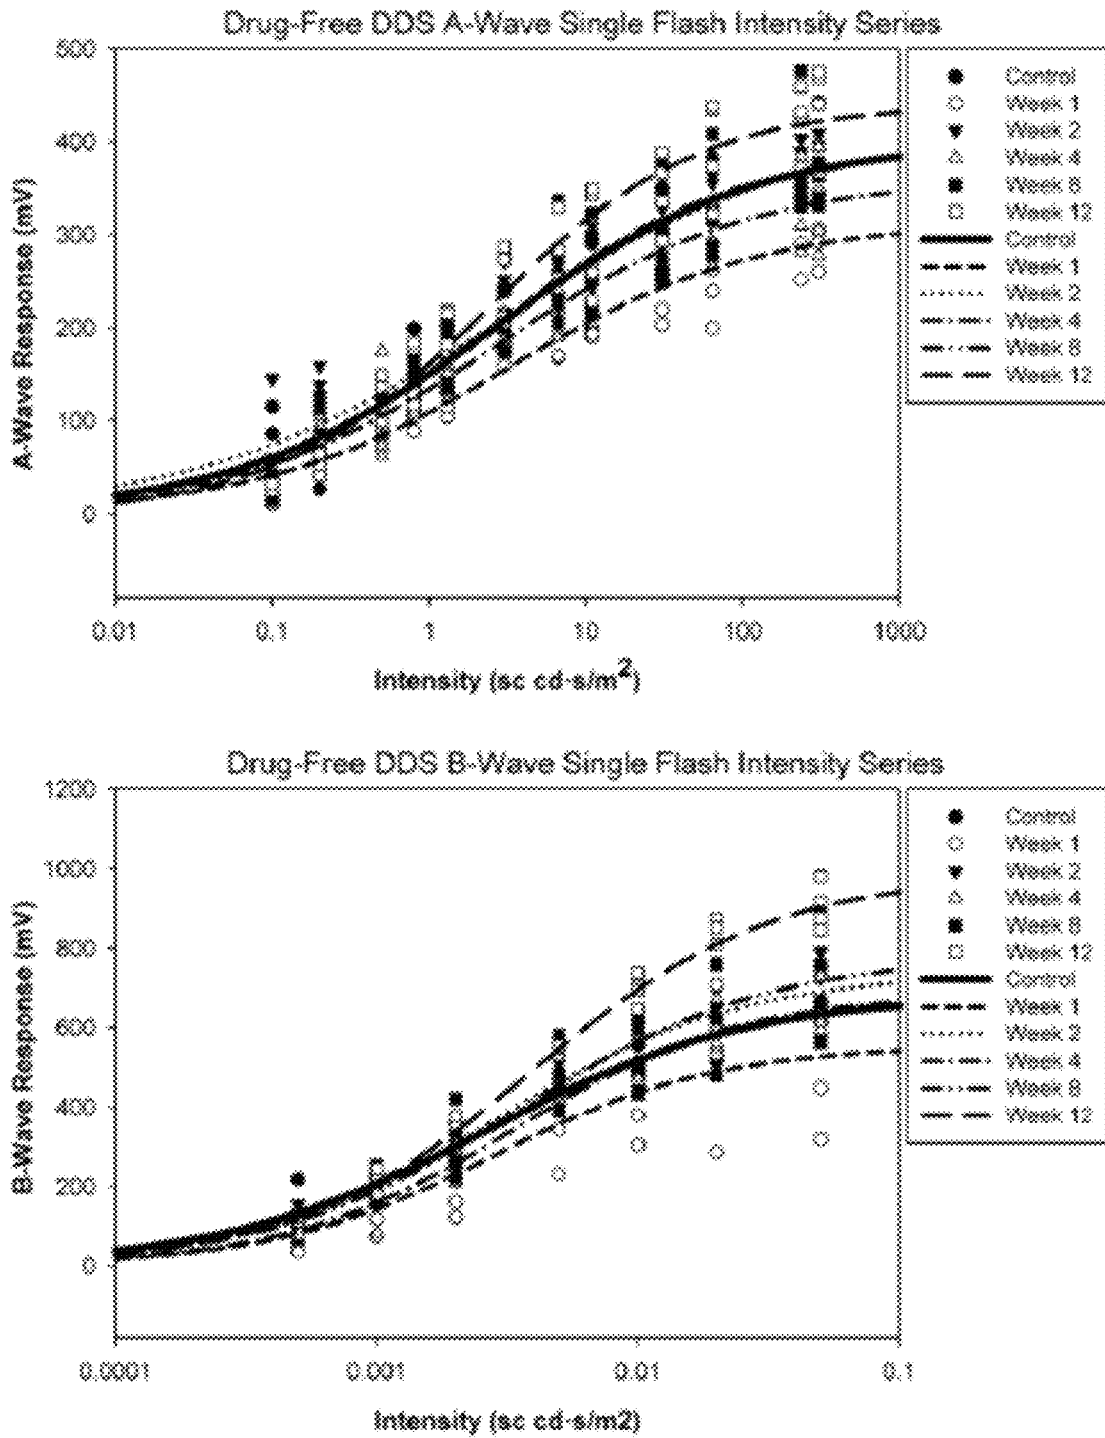 Drug-Free DDS A-Wave Single Flash Intensity Series
500
400
300
200
100
0
A-Wave Response (mV)
0.01 0.1 1 10 100 1000
Intensity (sc cd-s/m²)
Control
Week 1
Week 2
Week 4
Week 8
Week 12
Control
Week 1
Week 2
Week 4
Week 8
Week 12
Drug-Free DDS B-Wave Single Flash Intensity Series
1200
1000
800
600
400
200
0
B-Wave Response (mV)
0.0001 0.001 0.01 0.1
Intensity (sc cd-s/m2)
Control
Week 1
Week 2
Week 4
Week 8
Week 12
Control
Week 1
Week 2
Week 4
Week 8
Week 12